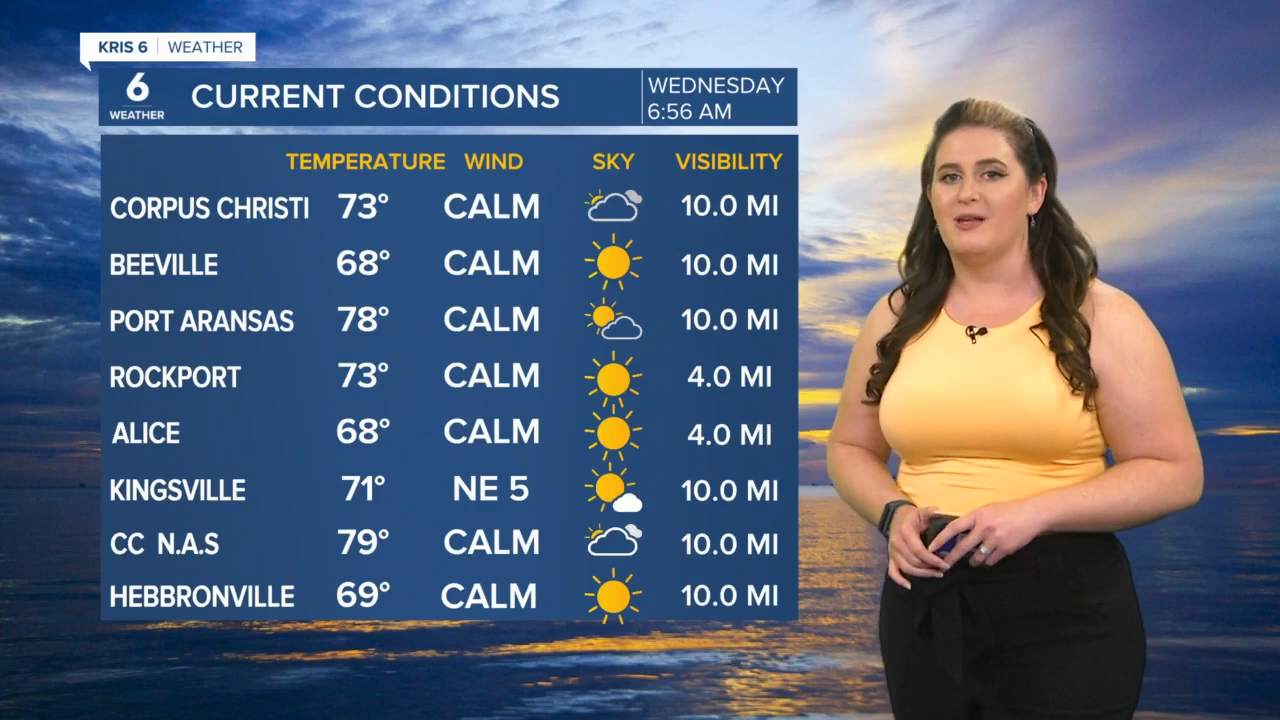 KRIS 6 | WEATHER
6
WEATHER
CURRENT CONDITIONS
WEDNESDAY
6:56 AM
TEMPERATURE WIND SKY VISIBILITY
CORPUS CHRISTI 73° CALM 10.0 MI
BEEVILLE 68° CALM 10.0 MI
PORT ARANSAS 78° CALM 10.0 MI
ROCKPORT 73° CALM 4.0 MI
ALICE 68° CALM 4.0 MI
KINGSVILLE 71° NE 5 10.0 MI
CC N.A.S 79° CALM 10.0 MI
HEBBRONVILLE 69° CALM 10.0 MI